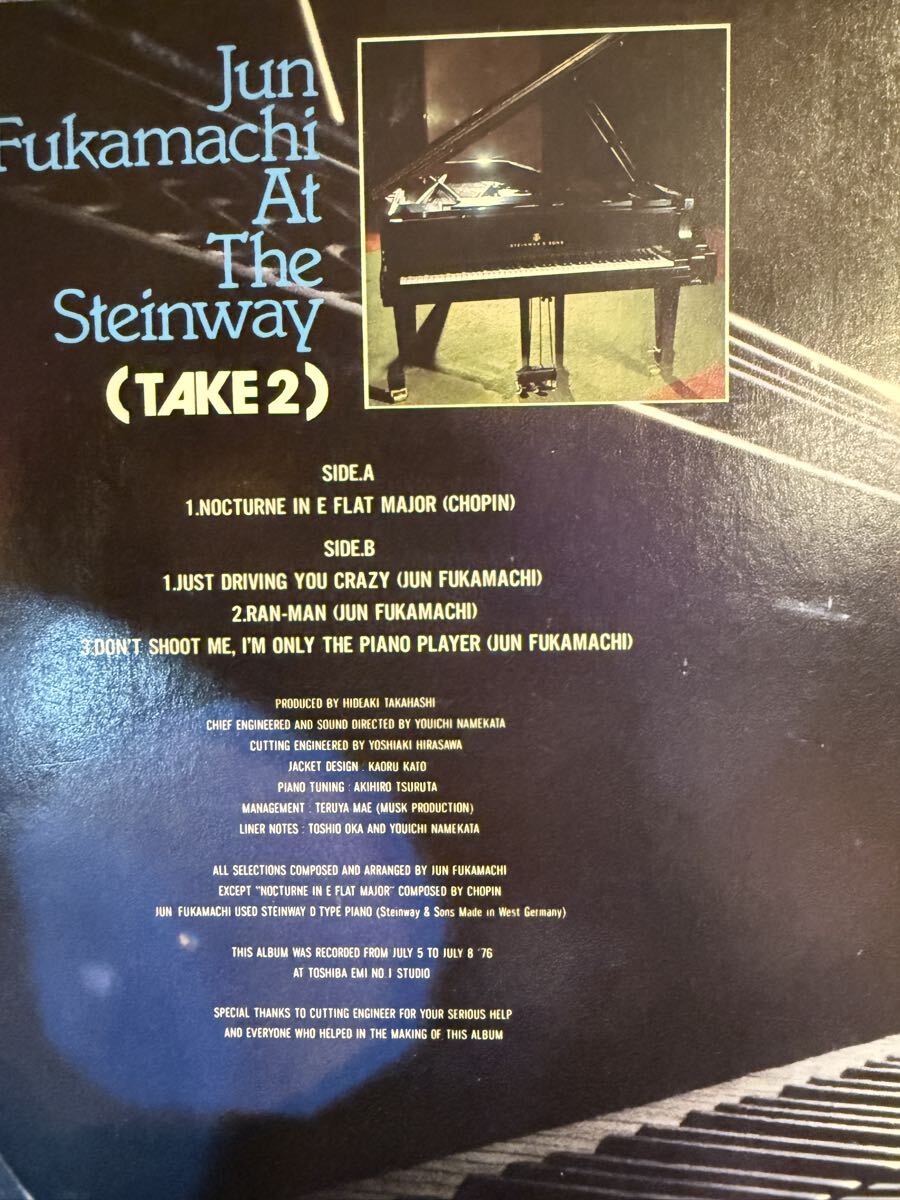 Jun
Fukamachi
At
The
Steinway
(TAKE 2)
STEINWAY & SONS
SIDE.A
1.NOCTURNE IN E FLAT MAJOR (CHOPIN)
SIDE.B
1.JUST DRIVING YOU CRAZY (JUN FUKAMACHI)
2.RAN-MAN (JUN FUKAMACHI)
3.DON'T SHOOT ME, I'M ONLY THE PIANO PLAYER (JUN FUKAMACHI)
PRODUCED BY HIDEAKI TAKAHASHI
CHIEF ENGINEERED AND SOUND DIRECTED BY YOUICHI NAMEKATA
CUTTING ENGINEERED BY YOSHIAKI HIRASAWA
JACKET DESIGN : KAORU KATO
PIANO TUNING : AKIHIRO TSURUTA
MANAGEMENT : TERUYA MAE (MUSK PRODUCTION)
LINER NOTES : TOSHIO OKA AND YOUICHI NAMEKATA
ALL SELECTIONS COMPOSED AND ARRANGED BY JUN FUKAMACHI
EXCEPT "NOCTURNE IN E FLAT MAJOR" COMPOSED BY CHOPIN
JUN FUKAMACHI USED STEINWAY D TYPE PIANO (Steinway & Sons Made in West Germany)
THIS ALBUM WAS RECORDED FROM JULY 5 TO JULY 8 '76
AT TOSHIBA EMI NO.1 STUDIO
SPECIAL THANKS TO CUTTING ENGINEER FOR YOUR SERIOUS HELP
AND EVERYONE WHO HELPED IN THE MAKING OF THIS ALBUM